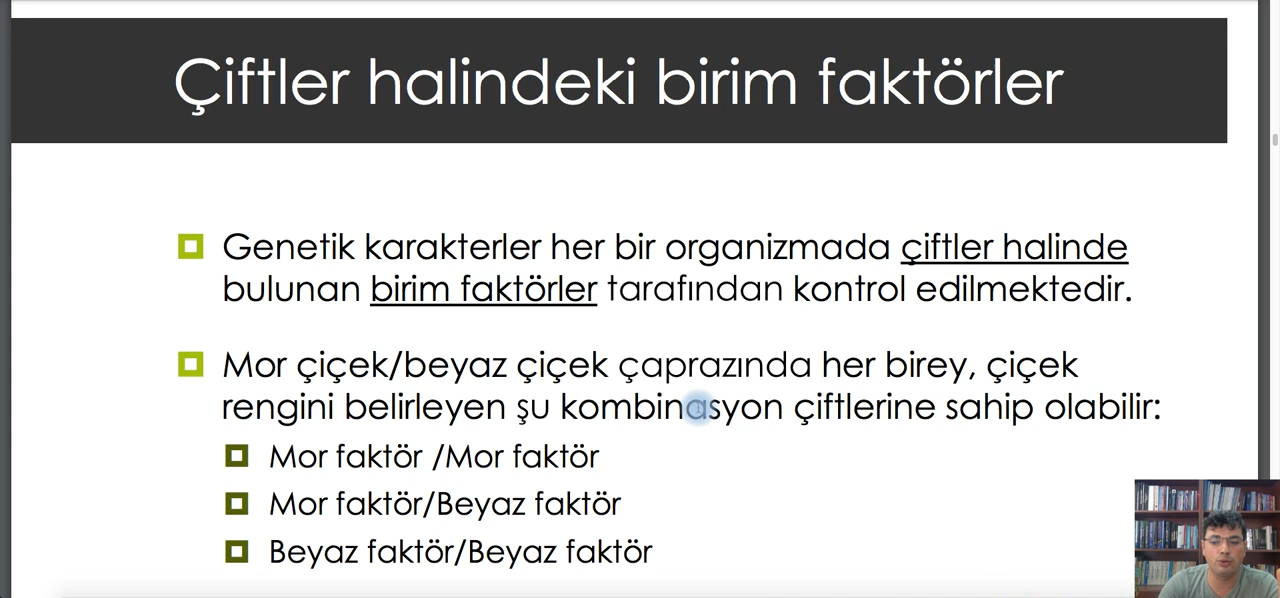 Çiftler halindeki birim faktörler
Genetik karakterler her bir organizmada çiftler halinde
bulunan birim faktörler tarafından kontrol edilmektedir.
Mor çiçek/beyaz çiçek çaprazında her birey, çiçek
rengini belirleyen şu kombinasyon çiftlerine sahip olabilir:
Mor faktör /Mor faktör
Mor faktör/Beyaz faktör
Beyaz faktör/Beyaz faktör